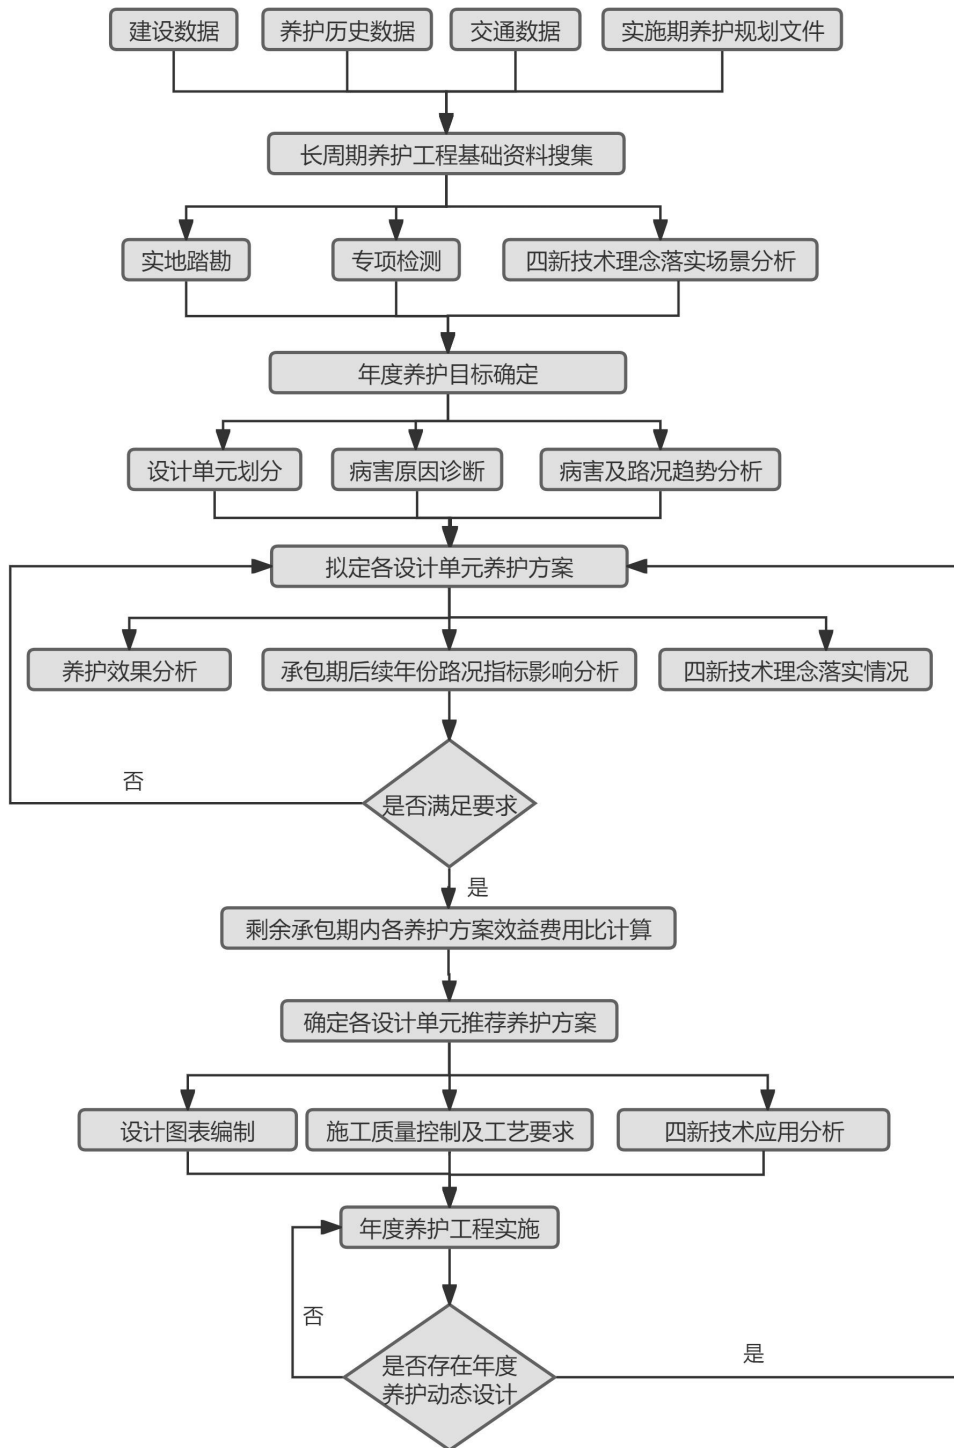 建设数据
养护历史数据
交通数据
实施期养护规划文件
长周期养护工程基础资料搜集
实地踏勘
专项检测
四新技术理念落实场景分析
年度养护目标确定
设计单元划分
病害原因诊断
病害及路况趋势分析
拟定各设计单元养护方案
养护效果分析
承包期后续年份路况指标影响分析
四新技术理念落实情况
否
是否满足要求
是
剩余承包期内各养护方案效益费用比计算
确定各设计单元推荐养护方案
设计图表编制
施工质量控制及工艺要求
四新技术应用分析
年度养护工程实施
否
是否存在年度
养护动态设计
是